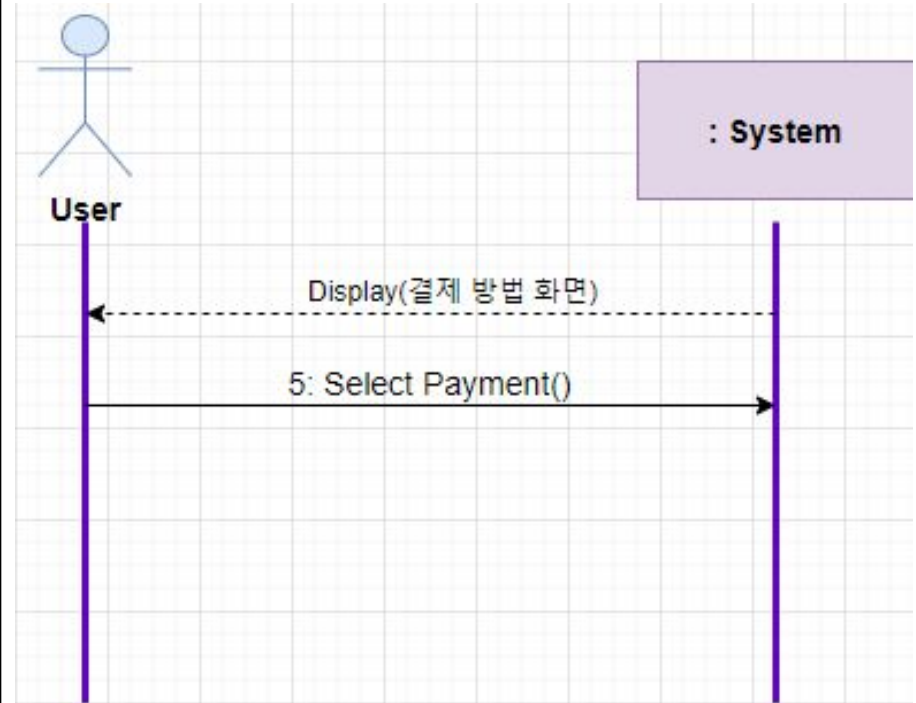 : System
User
Display(결제 방법 화면)
5: Select Payment()